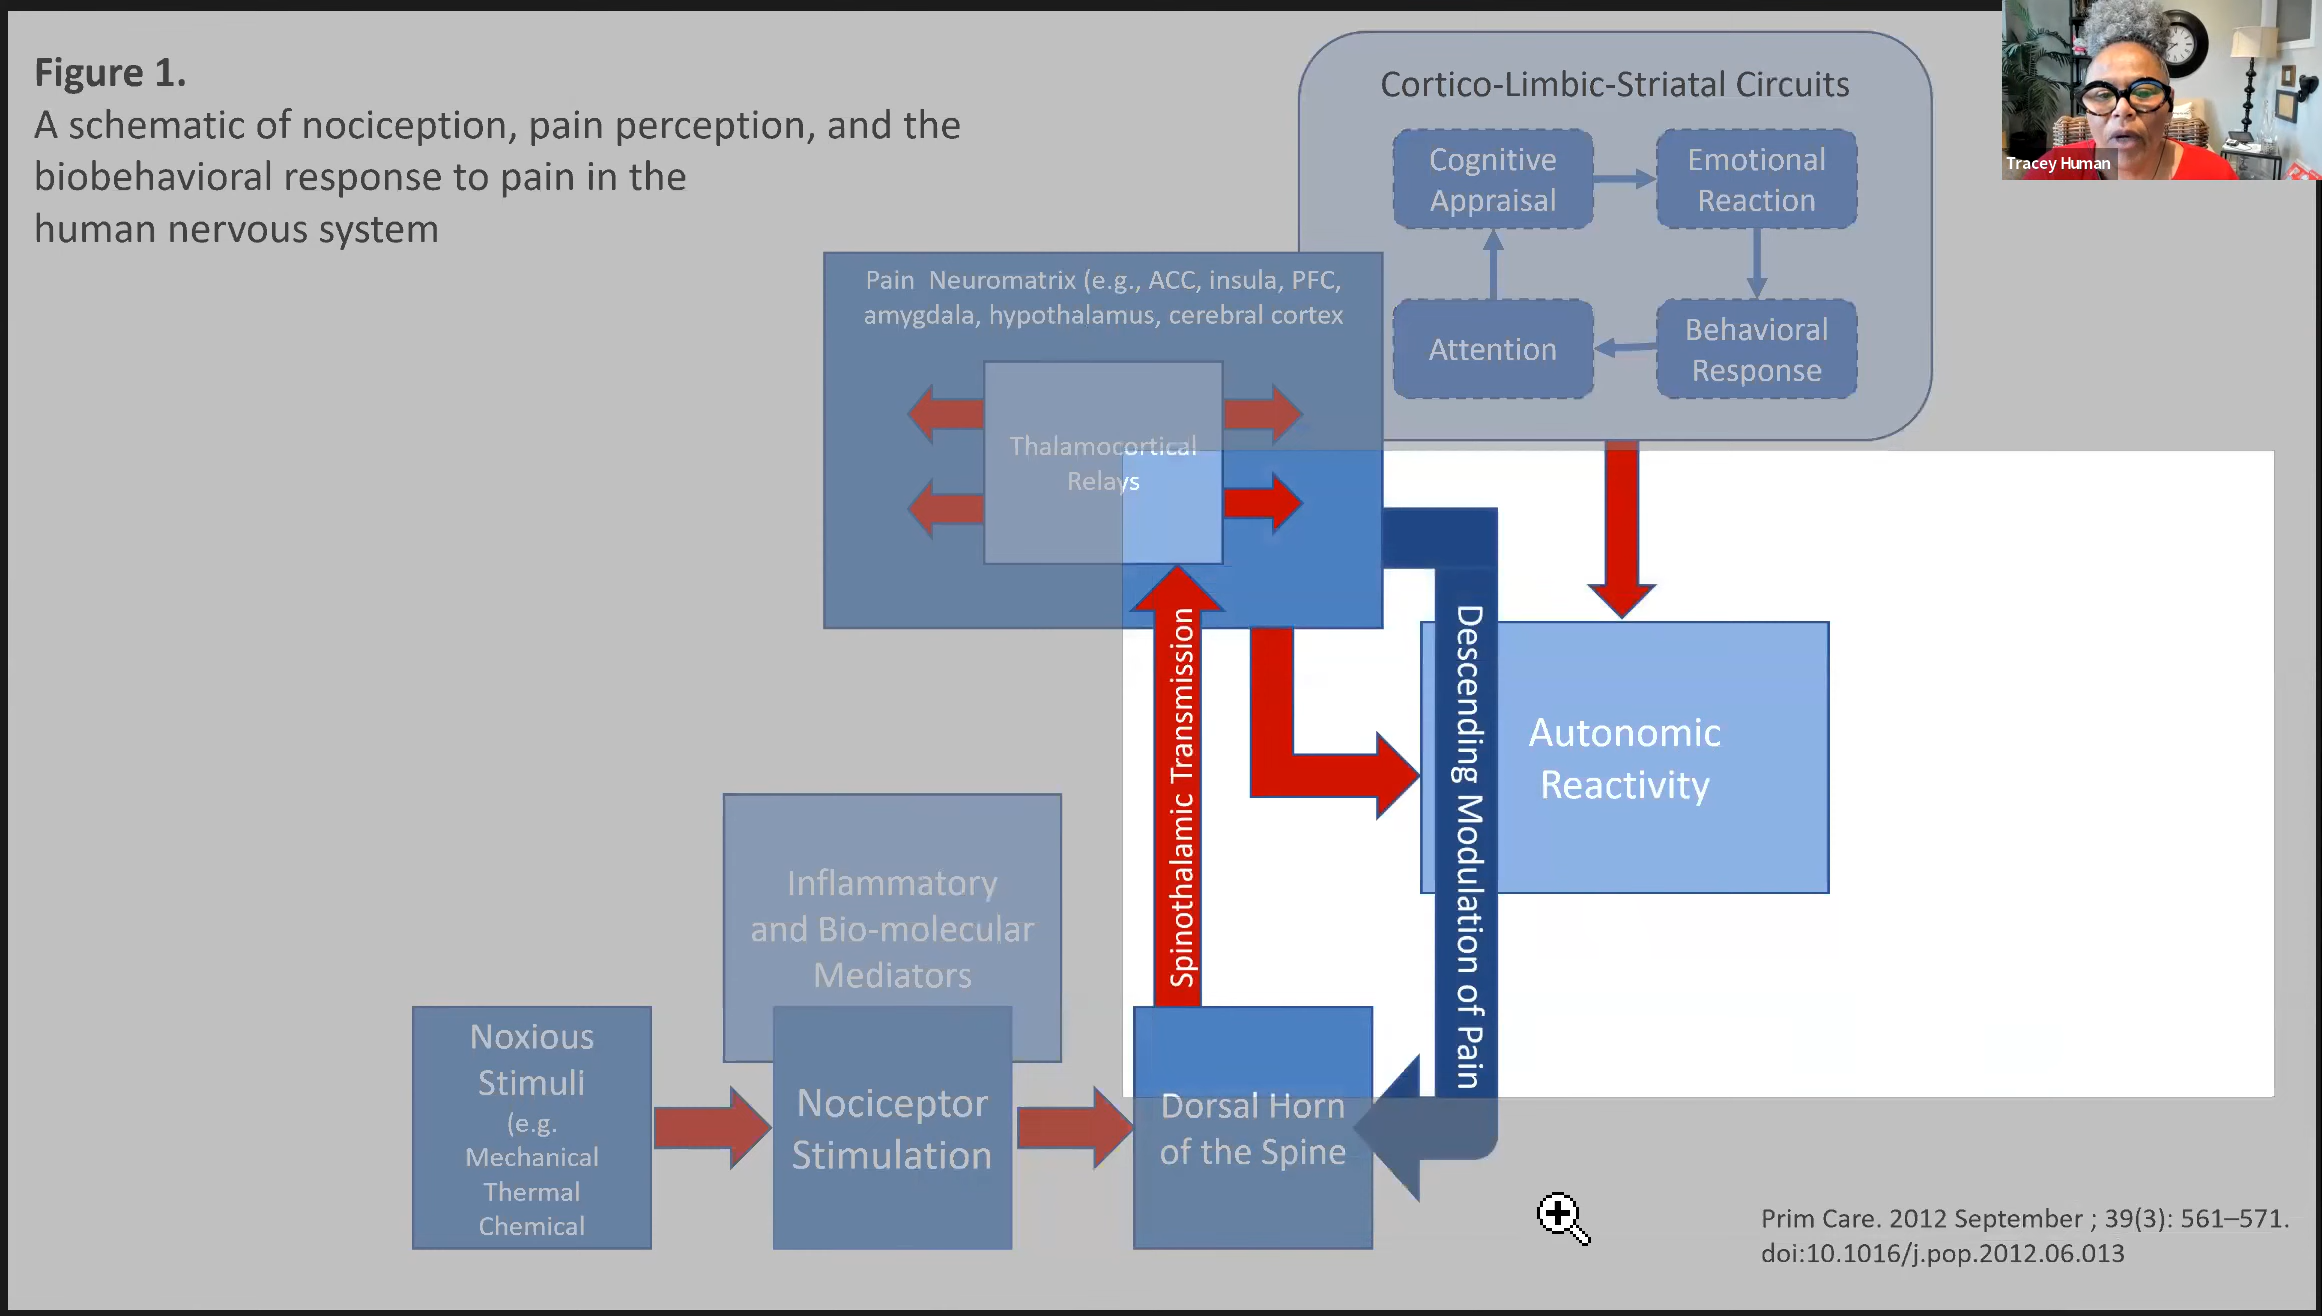 Figure 1.
A schematic of nociception, pain perception, and the
biobehavioral response to pain in the
human nervous system
Tracey Human
Cortico-Limbic-Striatal Circuits
Cognitive
Appraisal
Emotional
Reaction
Attention
Behavioral
Response
Pain  Neuromatrix (e.g., ACC, insula, PFC,
amygdala, hypothalamus, cerebral cortex
Thalamocortical
Relays
Spinothalamic Transmission
Descending Modulation of Pain
Autonomic
Reactivity
Inflammatory
and Bio-molecular
Mediators
Noxious
Stimuli
(e.g.
Mechanical
Thermal
Chemical
Nociceptor
Stimulation
Dorsal Horn
of the Spine
Prim Care. 2012 September ; 39(3): 561–571.
doi:10.1016/j.pop.2012.06.013